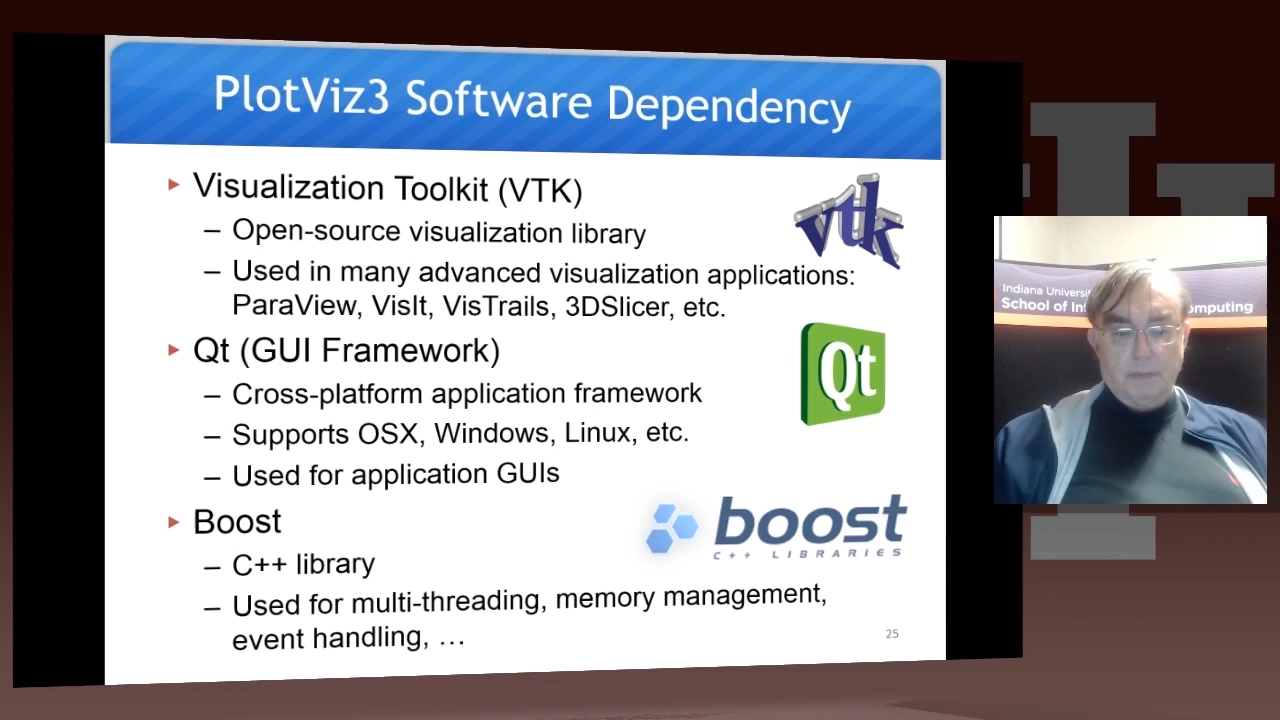 PlotViz3 Software Dependency
Visualization Toolkit (VTK)
– Open-source visualization library
– Used in many advanced visualization applications:
ParaView, VisIt, VisTrails, 3DSlicer, etc.
vtk
Qt (GUI Framework)
– Cross-platform application framework
– Supports OSX, Windows, Linux, etc.
– Used for application GUIs
Qt
Boost
– C++ library
– Used for multi-threading, memory management,
event handling, …
boost
C++ LIBRARIES
25
Indiana Universi
School of In
omputing